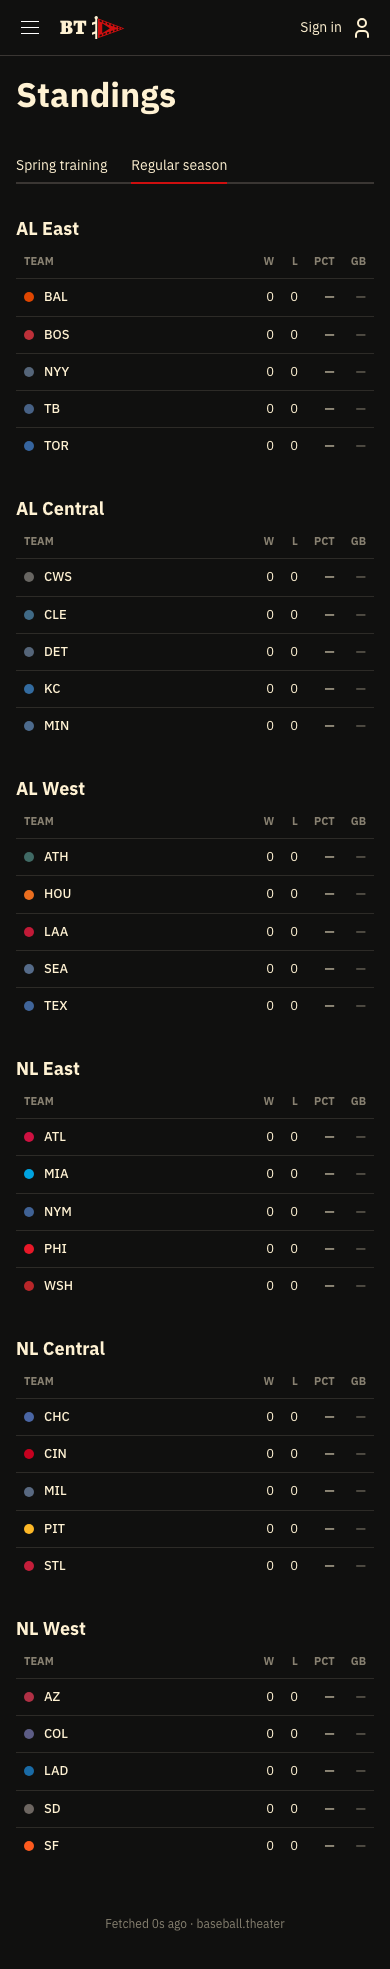 BT Sign in
Standings
Spring training Regular season
AL East
TEAM W L PCT GB
BAL 0 0 — —
BOS 0 0 — —
NYY 0 0 — —
TB 0 0 — —
TOR 0 0 — —
AL Central
TEAM W L PCT GB
CWS 0 0 — —
CLE 0 0 — —
DET 0 0 — —
KC 0 0 — —
MIN 0 0 — —
AL West
TEAM W L PCT GB
ATH 0 0 — —
HOU 0 0 — —
LAA 0 0 — —
SEA 0 0 — —
TEX 0 0 — —
NL East
TEAM W L PCT GB
ATL 0 0 — —
MIA 0 0 — —
NYM 0 0 — —
PHI 0 0 — —
WSH 0 0 — —
NL Central
TEAM W L PCT GB
CHC 0 0 — —
CIN 0 0 — —
MIL 0 0 — —
PIT 0 0 — —
STL 0 0 — —
NL West
TEAM W L PCT GB
AZ 0 0 — —
COL 0 0 — —
LAD 0 0 — —
SD 0 0 — —
SF 0 0 — —
Fetched 0s ago · baseball.theater